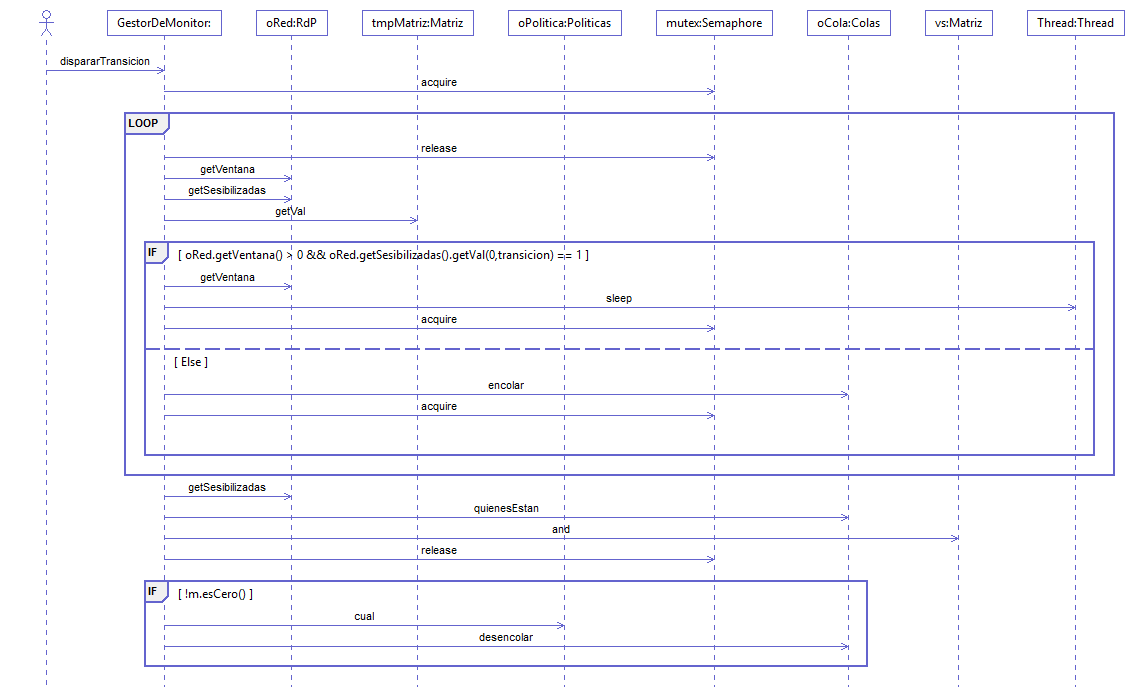 GestorDeMonitor: oRed:RdP tmpMatriz:Matriz oPolitica:Politicas mutex:Semaphore oCola:Colas vs:Matriz Thread:Thread
dispararTransicion
acquire
LOOP
release
getVentana
getSesibilizadas
getVal
IF [ oRed.getVentana() > 0 && oRed.getSesibilizadas().getVal(0,transicion) == 1 ]
getVentana
sleep
acquire
[ Else ]
encolar
acquire
getSesibilizadas
quienesEstan
and
release
IF [ !m.esCero() ]
cual
desencolar